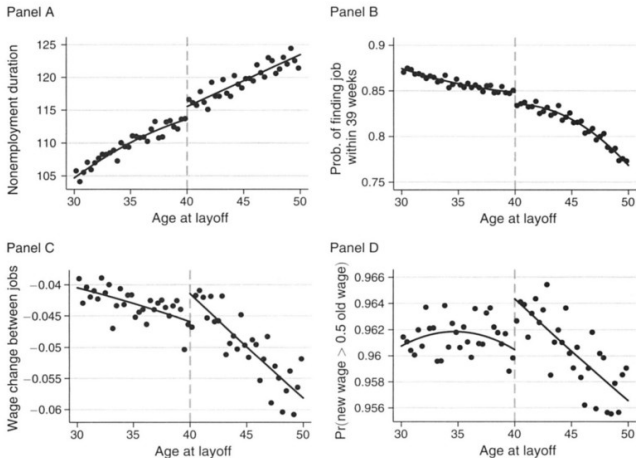 Panel A
Nonemployment duration
125
120
115
110
105
30 35 40 45 50
Age at layoff
Panel B
Prob. of finding job
within 39 weeks
0.9
0.85
0.8
0.75
30 35 40 45 50
Age at layoff
Panel C
Wage change between jobs
−0.04
−0.045
−0.050
−0.055
−0.06
30 35 40 45 50
Age at layoff
Panel D
Pr(new wage > 0.5 old wage)
0.966
0.964
0.962
0.96
0.958
0.956
30 35 40 45 50
Age at layoff